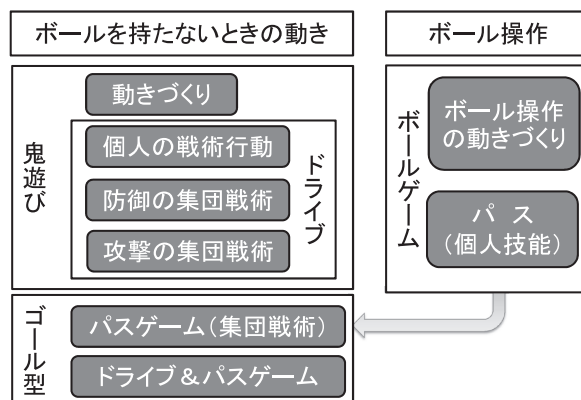 ボールを持たないときの動き
鬼遊び
動きづくり
ドライブ
個人の戦術行動
防御の集団戦術
攻撃の集団戦術
ゴール型
パスゲーム（集団戦術）
ドライブ＆パスゲーム
ボール操作
ボールゲーム
ボール操作
の動きづくり
パ ス
（個人技能）